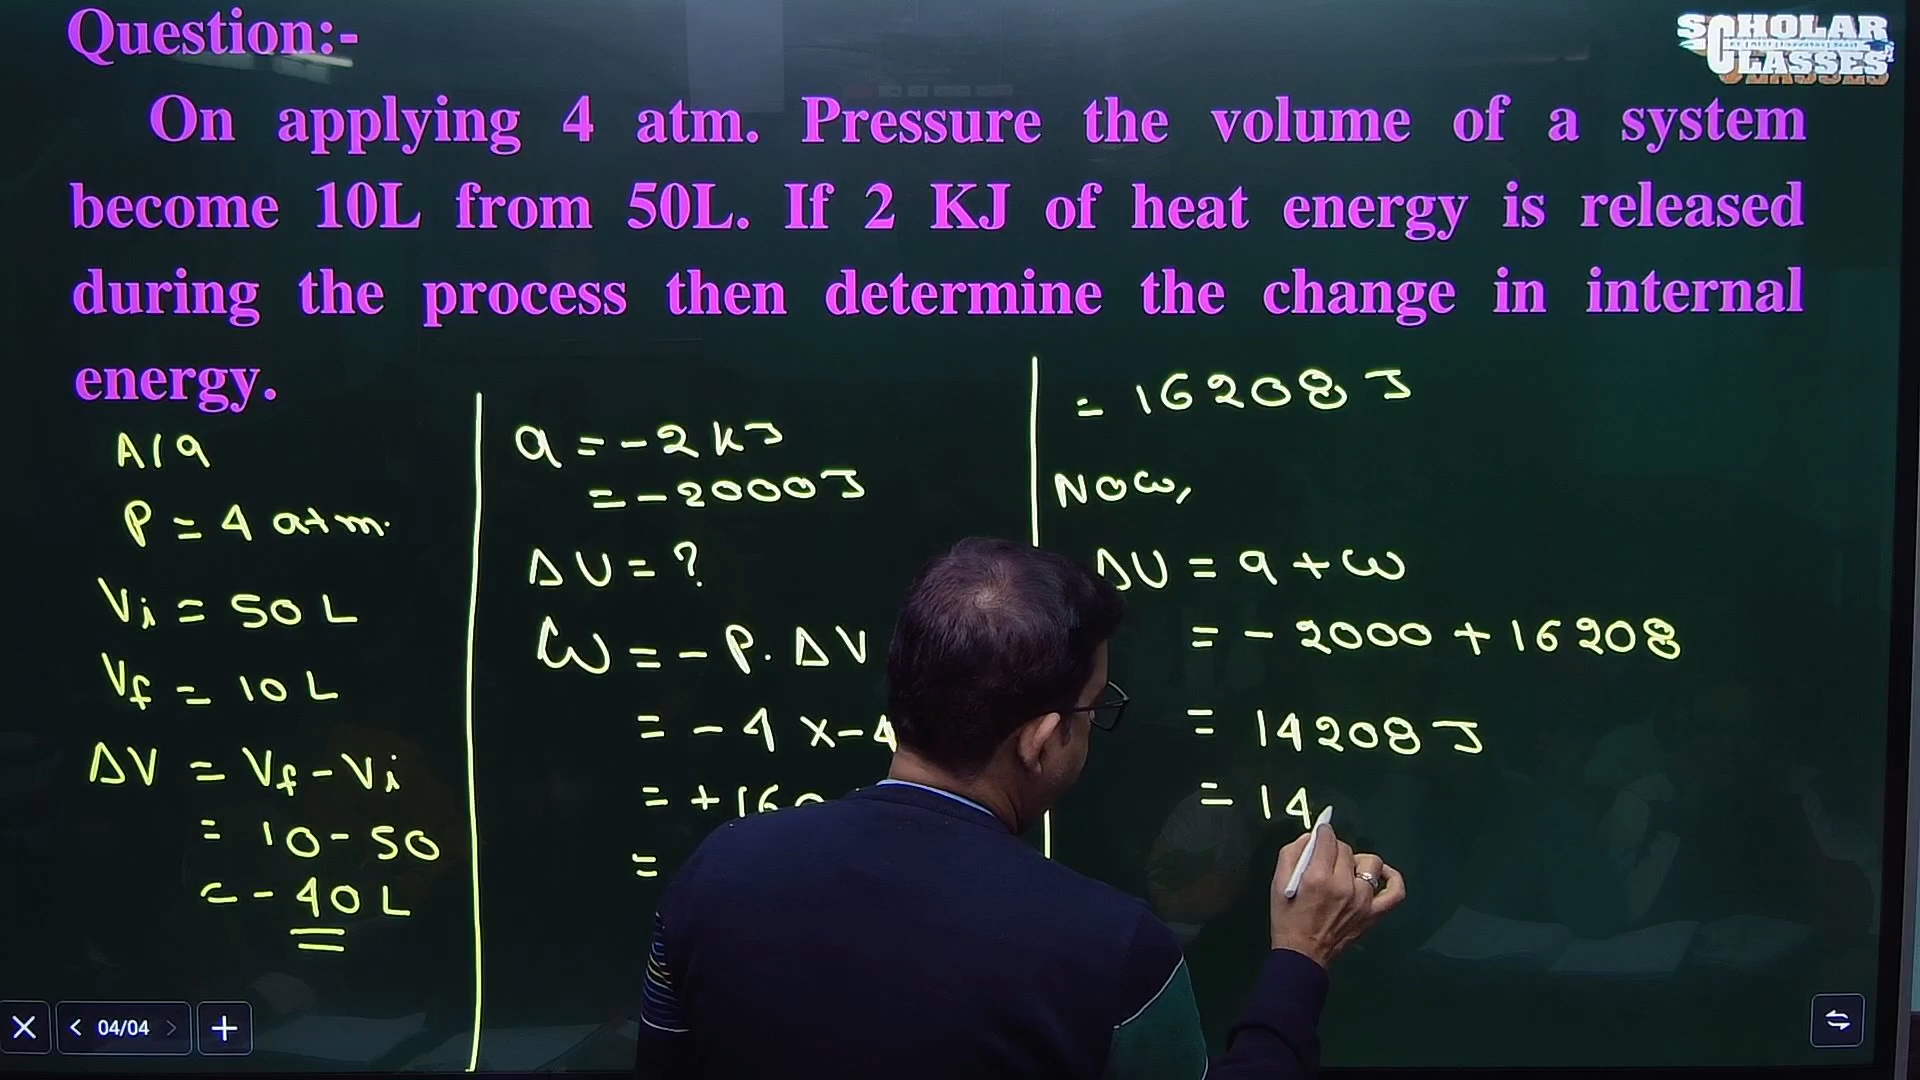 Question:-
SCHOLAR
CLASSES
On applying 4 atm. Pressure the volume of a system
become 10L from 50L. If 2 KJ of heat energy is released
during the process then determine the change in internal
energy.
A/q
P = 4 atm.
Vi = 50 L
Vf = 10 L
ΔV = Vf - Vi
= 10 - 50
= - 40 L
q = - 2 kJ
= - 2000 J
ΔU = ?
W = - P. ΔV
= - 4 x - 4
= + 160
=
= 16208 J
Now,
ΔU = q + w
= - 2000 + 16208
= 14208 J
= 14
04/04